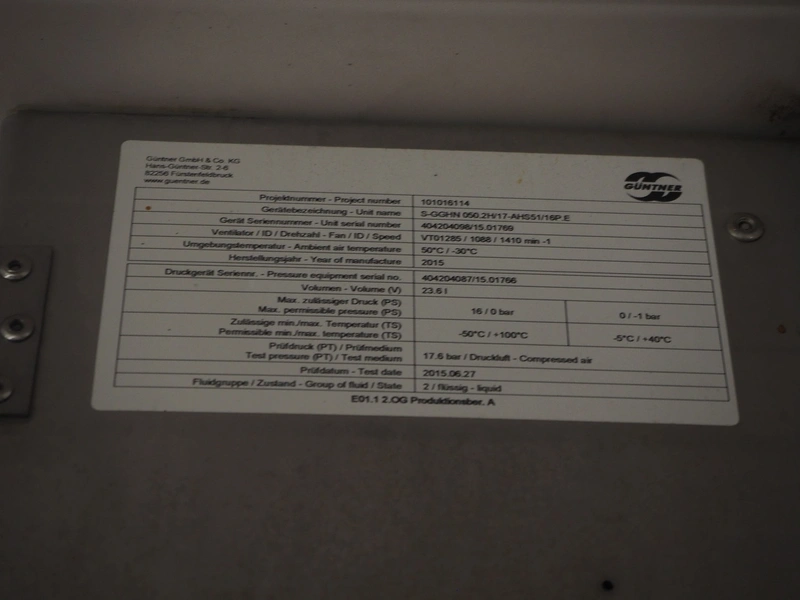 Güntner GmbH & Co. KG
Hans-Güntner-Str. 2-6
82256 Fürstenfeldbruck
www.guentner.de
GÜNTNER
Projektnummer - Project number 101016114
Gerätebezeichnung - Unit name S-GGHN 050.2H/17-AHS51/16P.E
Gerät Seriennummer - Unit serial number 404204098/15.01769
Ventilator / ID / Drehzahl - Fan / ID / Speed VT01285 / 1088 / 1410 min -1
Umgebungstemperatur - Ambient air temperature 50°C / -30°C
Herstellungsjahr - Year of manufacture 2015
Druckgerät Seriennr. - Pressure equipment serial no. 404204087/15.01766
Volumen - Volume (V) 23.6 l
Max. zulässiger Druck (PS)
Max. permissible pressure (PS) 16 / 0 bar 0 / -1 bar
Zulässige min./max. Temperatur (TS)
Permissible min./max. temperature (TS) -50°C / +100°C -5°C / +40°C
Prüfdruck (PT) / Prüfmedium
Test pressure (PT) / Test medium 17.6 bar / Druckluft - Compressed air
Prüfdatum - Test date 2015.06.27
Fluidgruppe / Zustand - Group of fluid / State 2 / flüssig - liquid
E01.1 2.OG Produktionsber. A